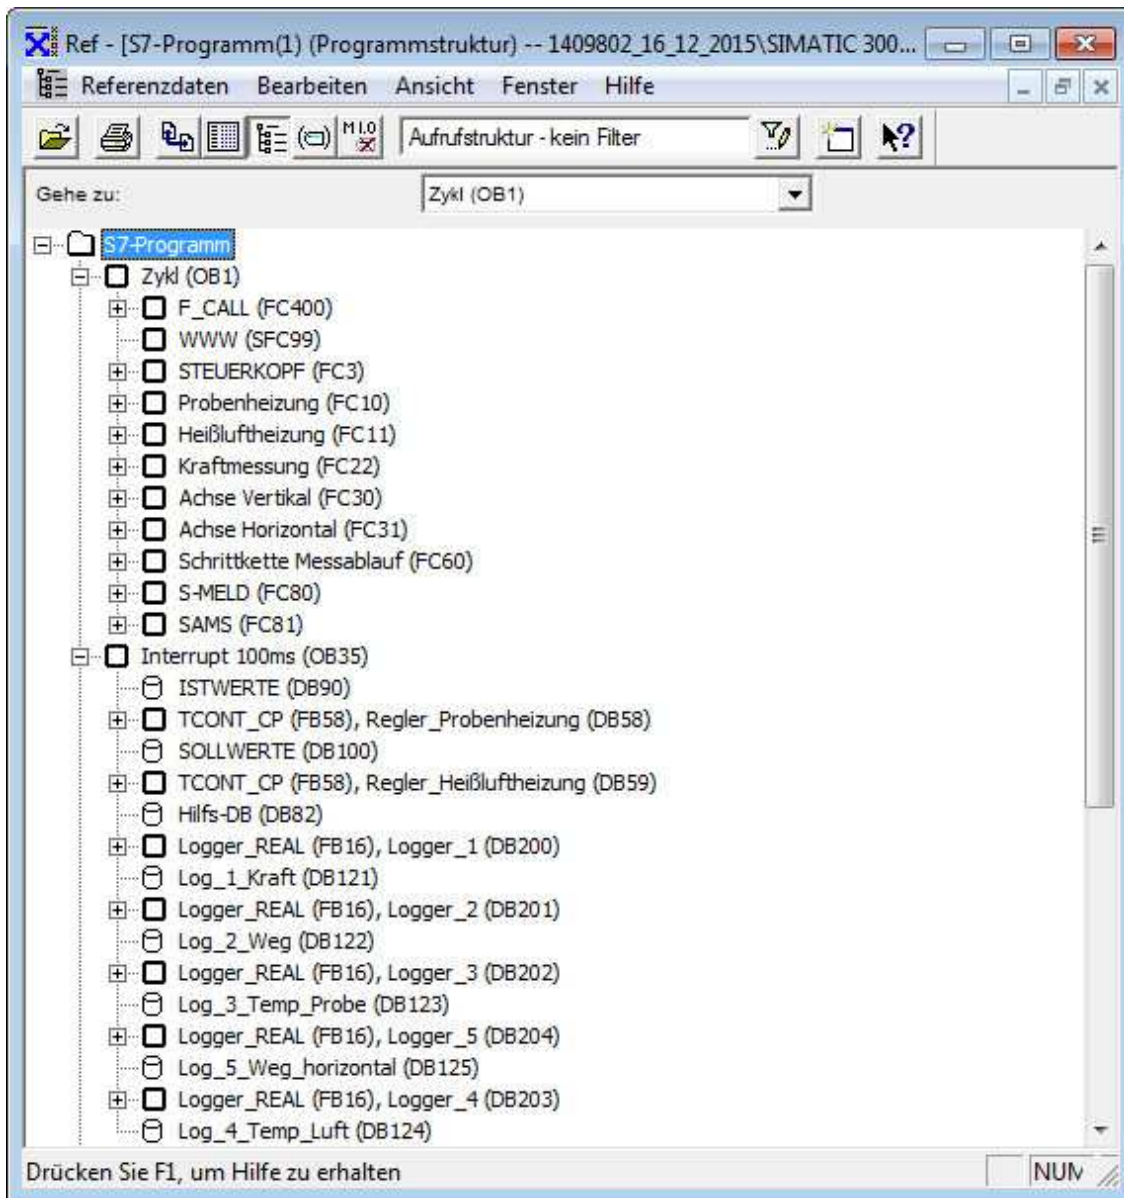 Ref - [S7-Programm(1) (Programmstruktur) -- 1409802_16_12_2015\SIMATIC 300...
Referenzdaten Bearbeiten Ansicht Fenster Hilfe
M I.0 Aufrufstruktur - kein Filter
Gehe zu: Zykl (OB1)
S7-Programm
Zykl (OB1)
F_CALL (FC400)
WWW (SFC99)
STEUERKOPF (FC3)
Probenheizung (FC10)
Heißluftheizung (FC11)
Kraftmessung (FC22)
Achse Vertikal (FC30)
Achse Horizontal (FC31)
Schrittkette Messablauf (FC60)
S-MELD (FC80)
SAMS (FC81)
Interrupt 100ms (OB35)
ISTWERTE (DB90)
TCONT_CP (FB58), Regler_Probenheizung (DB58)
SOLLWERTE (DB100)
TCONT_CP (FB58), Regler_Heißluftheizung (DB59)
Hilfs-DB (DB82)
Logger_REAL (FB16), Logger_1 (DB200)
Log_1_Kraft (DB121)
Logger_REAL (FB16), Logger_2 (DB201)
Log_2_Weg (DB122)
Logger_REAL (FB16), Logger_3 (DB202)
Log_3_Temp_Probe (DB123)
Logger_REAL (FB16), Logger_5 (DB204)
Log_5_Weg_horizontal (DB125)
Logger_REAL (FB16), Logger_4 (DB203)
Log_4_Temp_Luft (DB124)
Drücken Sie F1, um Hilfe zu erhalten NUM